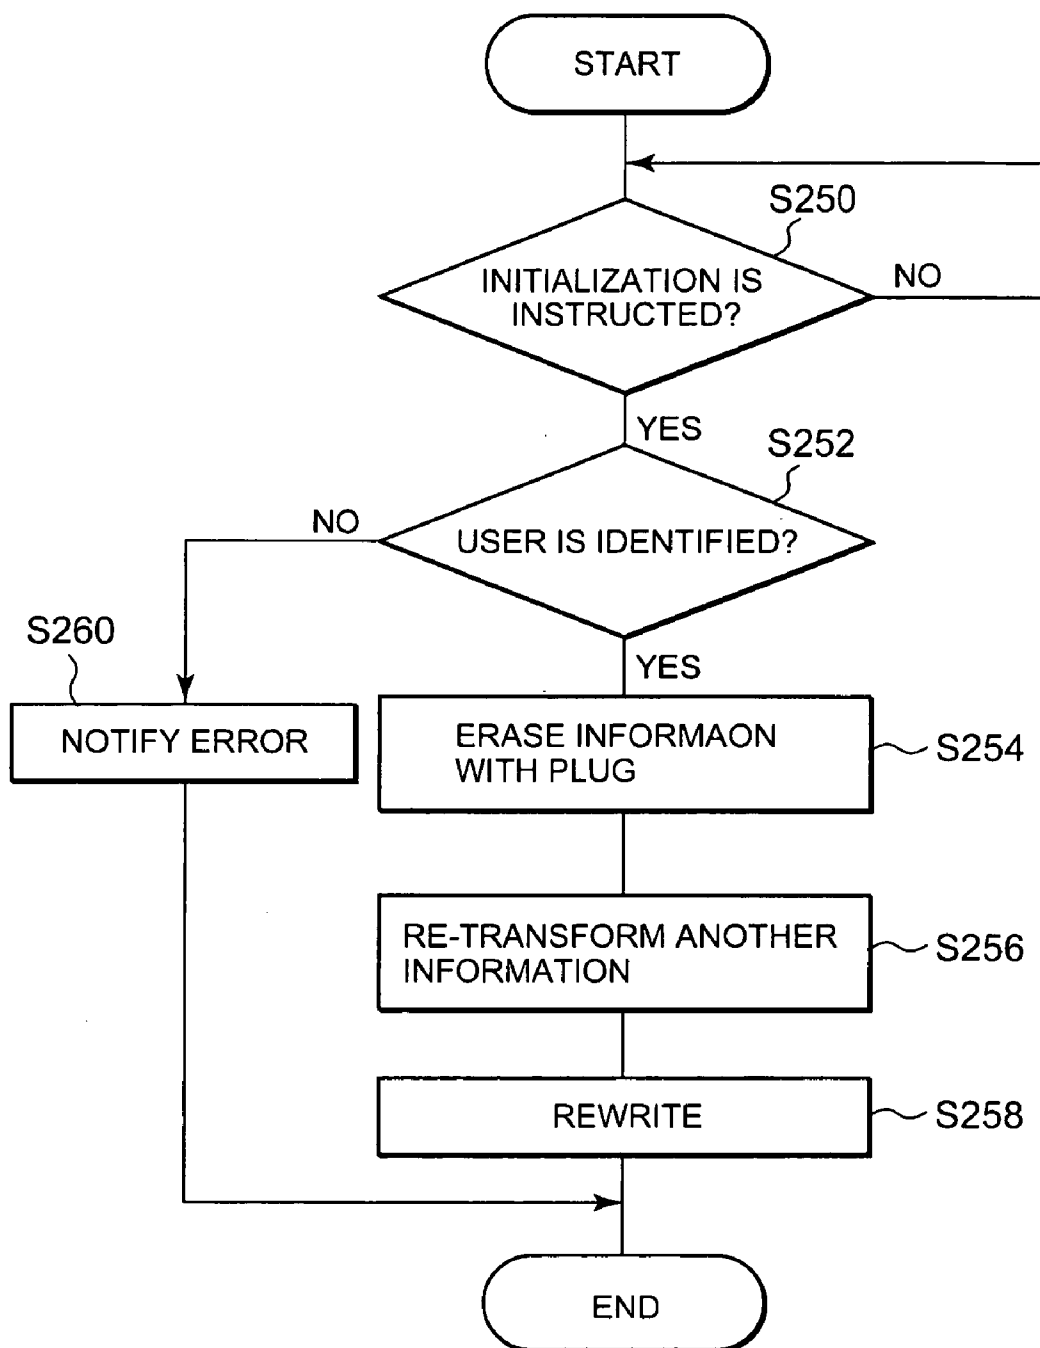 START
S250
INITIALIZATION IS
INSTRUCTED?
NO
YES
S252
NO
USER IS IDENTIFIED?
S260
YES
NOTIFY ERROR
ERASE INFORMAON
WITH PLUG
S254
RE-TRANSFORM ANOTHER
INFORMATION
S256
REWRITE
S258
END